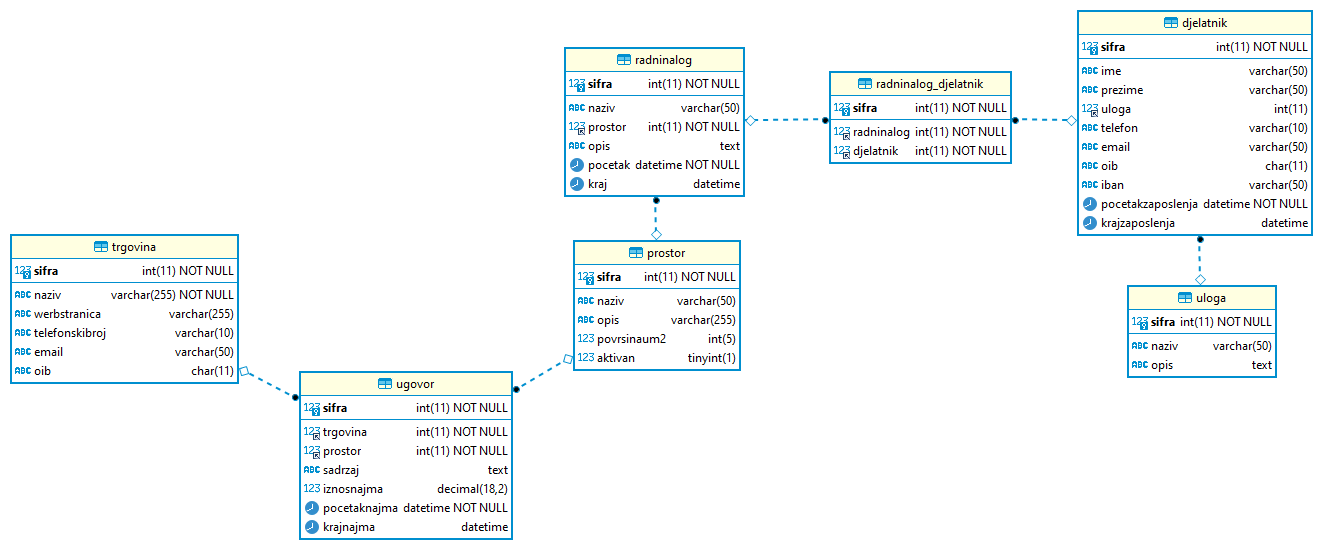 trgovina
sifra int(11) NOT NULL
naziv varchar(255) NOT NULL
werbstranica varchar(255)
telefonskibroj varchar(10)
email varchar(50)
oib char(11)
ugovor
sifra int(11) NOT NULL
trgovina int(11) NOT NULL
prostor int(11) NOT NULL
sadrzaj text
iznosnajma decimal(18,2)
pocetaknajma datetime NOT NULL
krajnajma datetime
radninalog
sifra int(11) NOT NULL
naziv varchar(50)
prostor int(11) NOT NULL
opis text
pocetak datetime NOT NULL
kraj datetime
prostor
sifra int(11) NOT NULL
naziv varchar(50)
opis varchar(255)
povrsinaum2 int(5)
aktivan tinyint(1)
radninalog_djelatnik
sifra int(11) NOT NULL
radninalog int(11) NOT NULL
djelatnik int(11) NOT NULL
djelatnik
sifra int(11) NOT NULL
ime varchar(50)
prezime varchar(50)
uloga int(11)
telefon varchar(10)
email varchar(50)
oib char(11)
iban varchar(50)
pocetakzaposlenja datetime NOT NULL
krajzaposlenja datetime
uloga
sifra int(11) NOT NULL
naziv varchar(50)
opis text